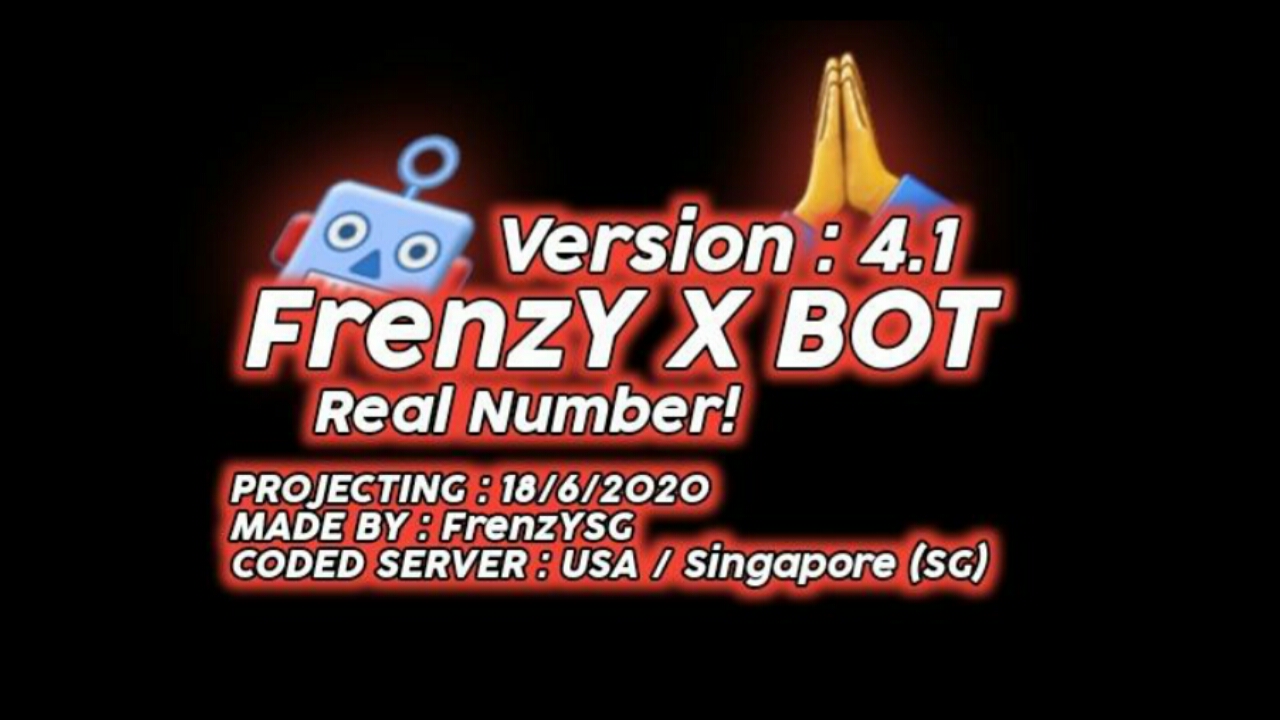 Version : 4.1
FrenzY X BOT
Real Number!
PROJECTING : 18/6/2020
MADE BY : FrenzYSG
CODED SERVER : USA / Singapore (SG)